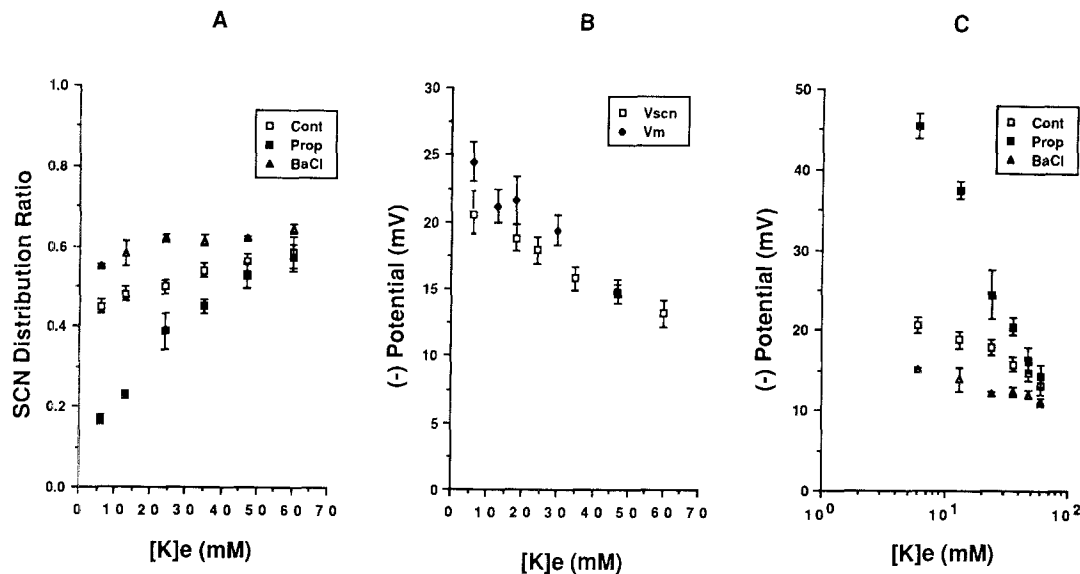 A
SCN Distribution Ratio
1.0
0.8
0.6
0.4
0.2
0.0
Cont
Prop
BaCl
0 10 20 30 40 50 60 70
[K]e (mM)
B
(-) Potential (mV)
30
25
20
15
10
5
0
Vscn
Vm
0 10 20 30 40 50 60 70
[K]e (mM)
C
(-) Potential (mV)
50
40
30
20
10
0
Cont
Prop
BaCl
10⁰ 10¹ 10²
[K]e (mM)